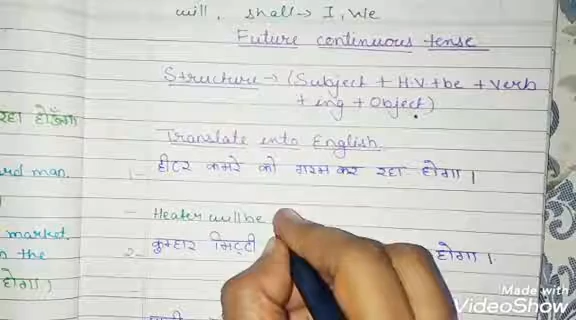 will, shall → I, We
Future continuous tense
Structure → (Subject + H.V + be + Verb
+ ing + Object)
रहा होऊँगा
Translate into English.
1- हीटर कमरे को गरम कर रहा होगा।
man.
- Heater will be
market.
2- कुम्हार मिट्टी होगा।
the
होगा)
Made with
VideoShow